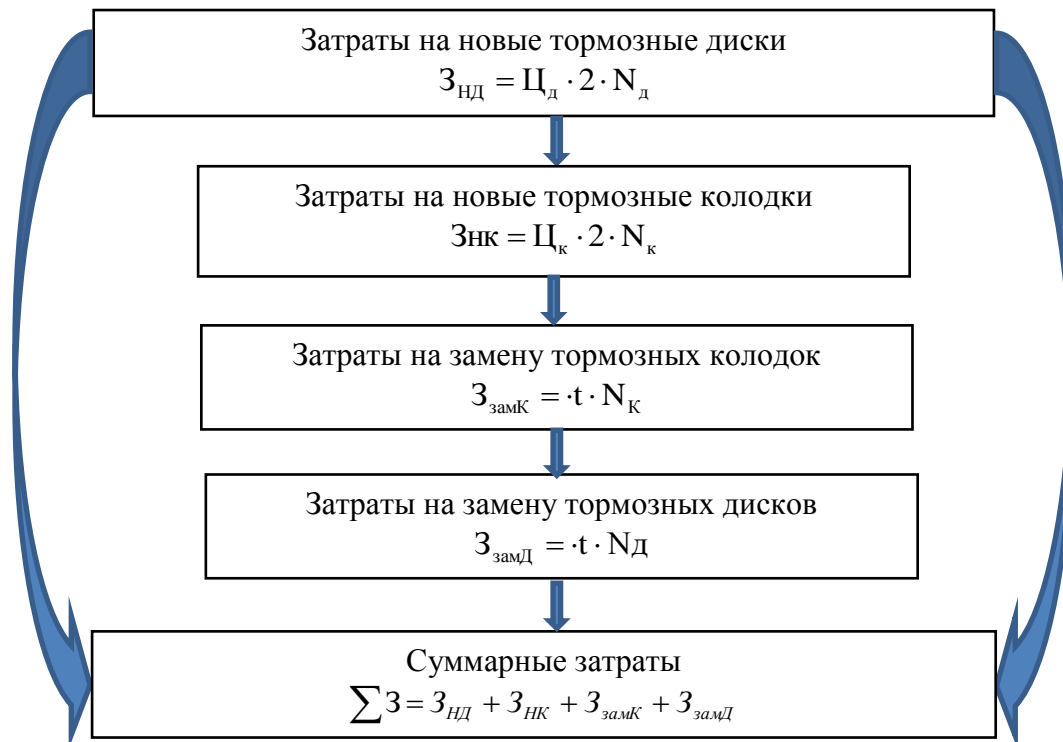 Затраты на новые тормозные диски
З_НД = Ц_д · 2 · N_д
Затраты на новые тормозные колодки
Знк = Ц_к · 2 · N_к
Затраты на замену тормозных колодок
З_замК = ·t · N_К
Затраты на замену тормозных дисков
З_замД = ·t · Nд
Суммарные затраты
∑З = З_НД + З_НК + З_замК + З_замД